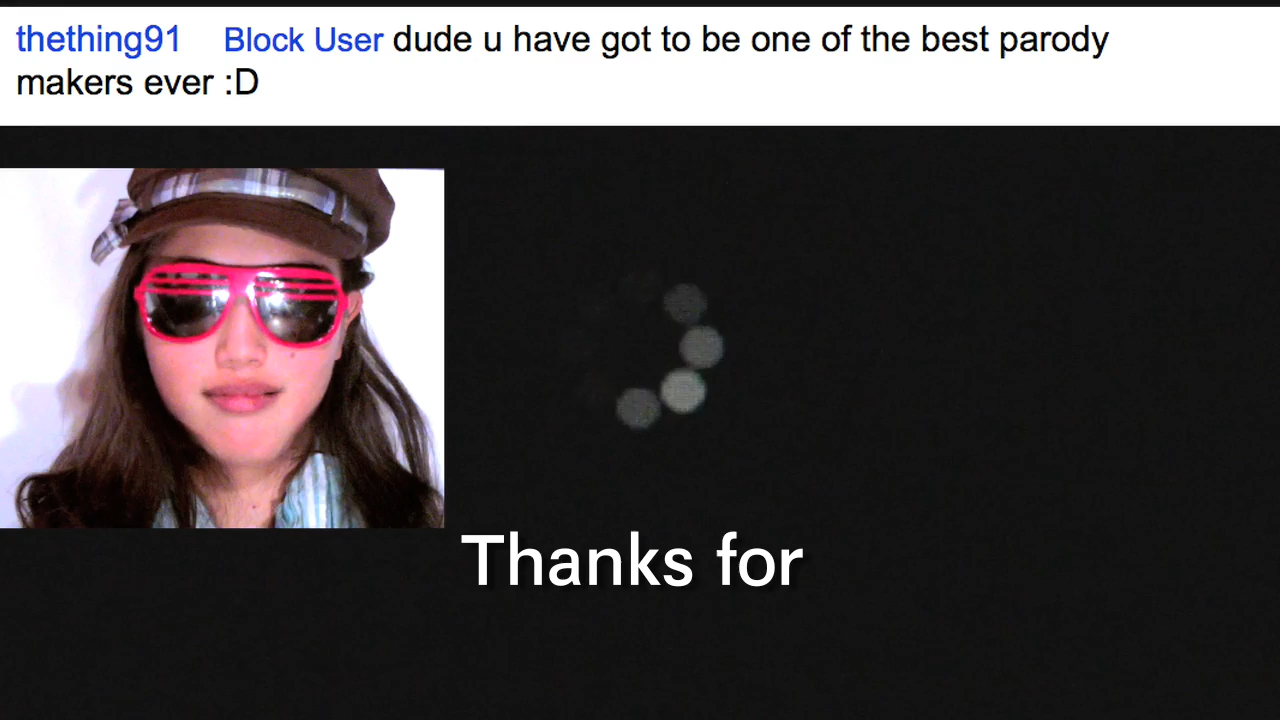 thething91 Block User dude u have got to be one of the best parody
makers ever :D
Thanks for